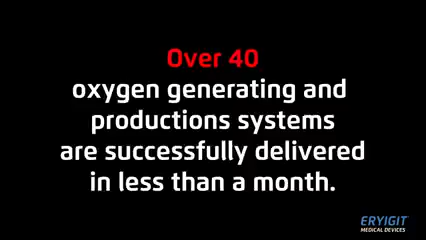 Over 40
oxygen generating and
productions systems
are successfully delivered
in less than a month.
ERYIGIT
MEDICAL DEVICES